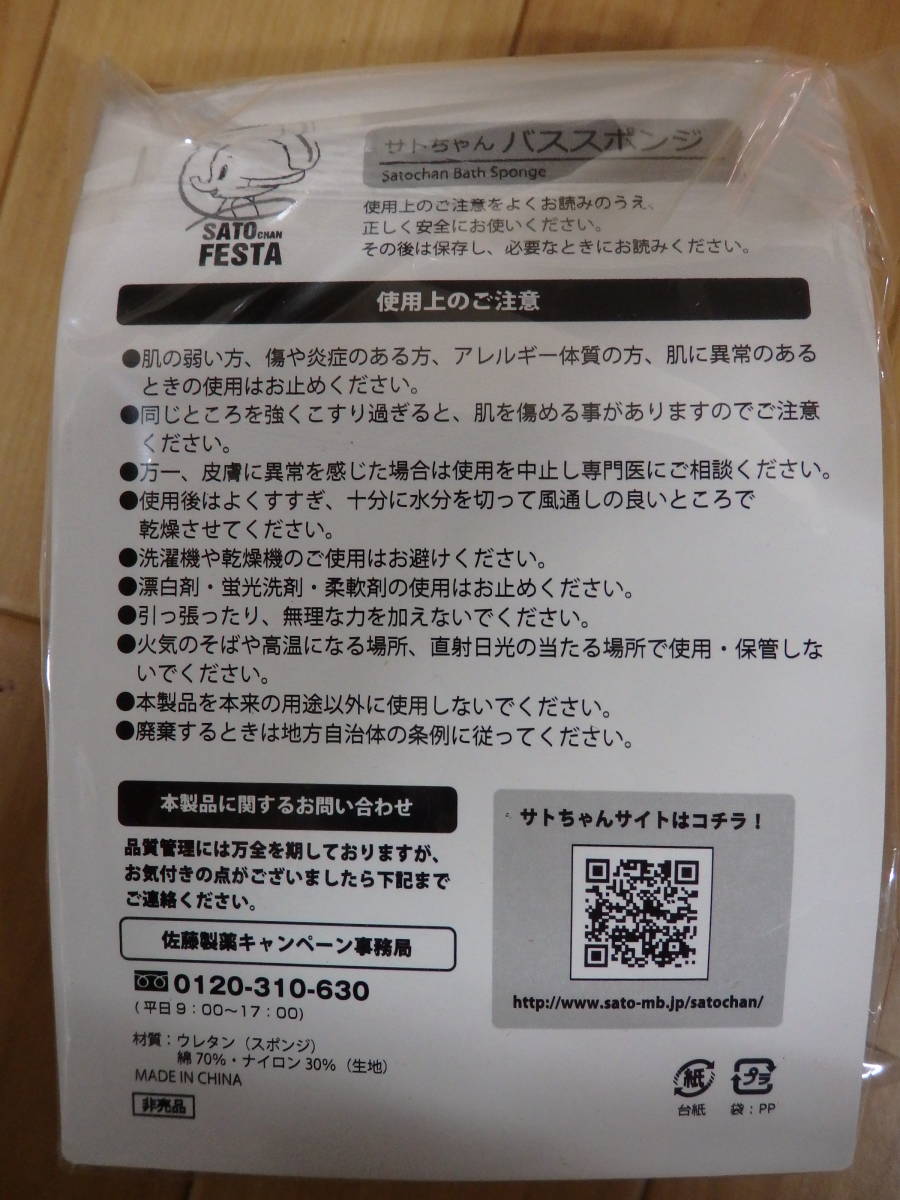 SATO CHAN
FESTA
サトちゃん バススポンジ
Satochan Bath Sponge
使用上のご注意をよくお読みのうえ、
正しく安全にお使いください。
その後は保存し、必要なときにお読みください。
使用上のご注意
●肌の弱い方、傷や炎症のある方、アレルギー体質の方、肌に異常のある
ときの使用はお止めください。
●同じところを強くこすり過ぎると、肌を傷める事がありますのでご注意
ください。
●万一、皮膚に異常を感じた場合は使用を中止し専門医にご相談ください。
●使用後はよくすすぎ、十分に水分を切って風通しの良いところで
乾燥させてください。
●洗濯機や乾燥機のご使用はお避けください。
●漂白剤・蛍光洗剤・柔軟剤の使用はお止めください。
●引っ張ったり、無理な力を加えないでください。
●火気のそばや高温になる場所、直射日光の当たる場所で使用・保管しな
いでください。
●本製品を本来の用途以外に使用しないでください。
●廃棄するときは地方自治体の条例に従ってください。
本製品に関するお問い合わせ
品質管理には万全を期しておりますが、
お気付きの点がございましたら下記まで
ご連絡ください。
佐藤製薬キャンペーン事務局
0120-310-630
(平日9:00〜17:00)
材質:ウレタン(スポンジ)
綿70%・ナイロン30%(生地)
MADE IN CHINA
非売品
サトちゃんサイトはコチラ!
http://www.sato-mb.jp/satochan/
紙
台紙
プラ
袋:PP